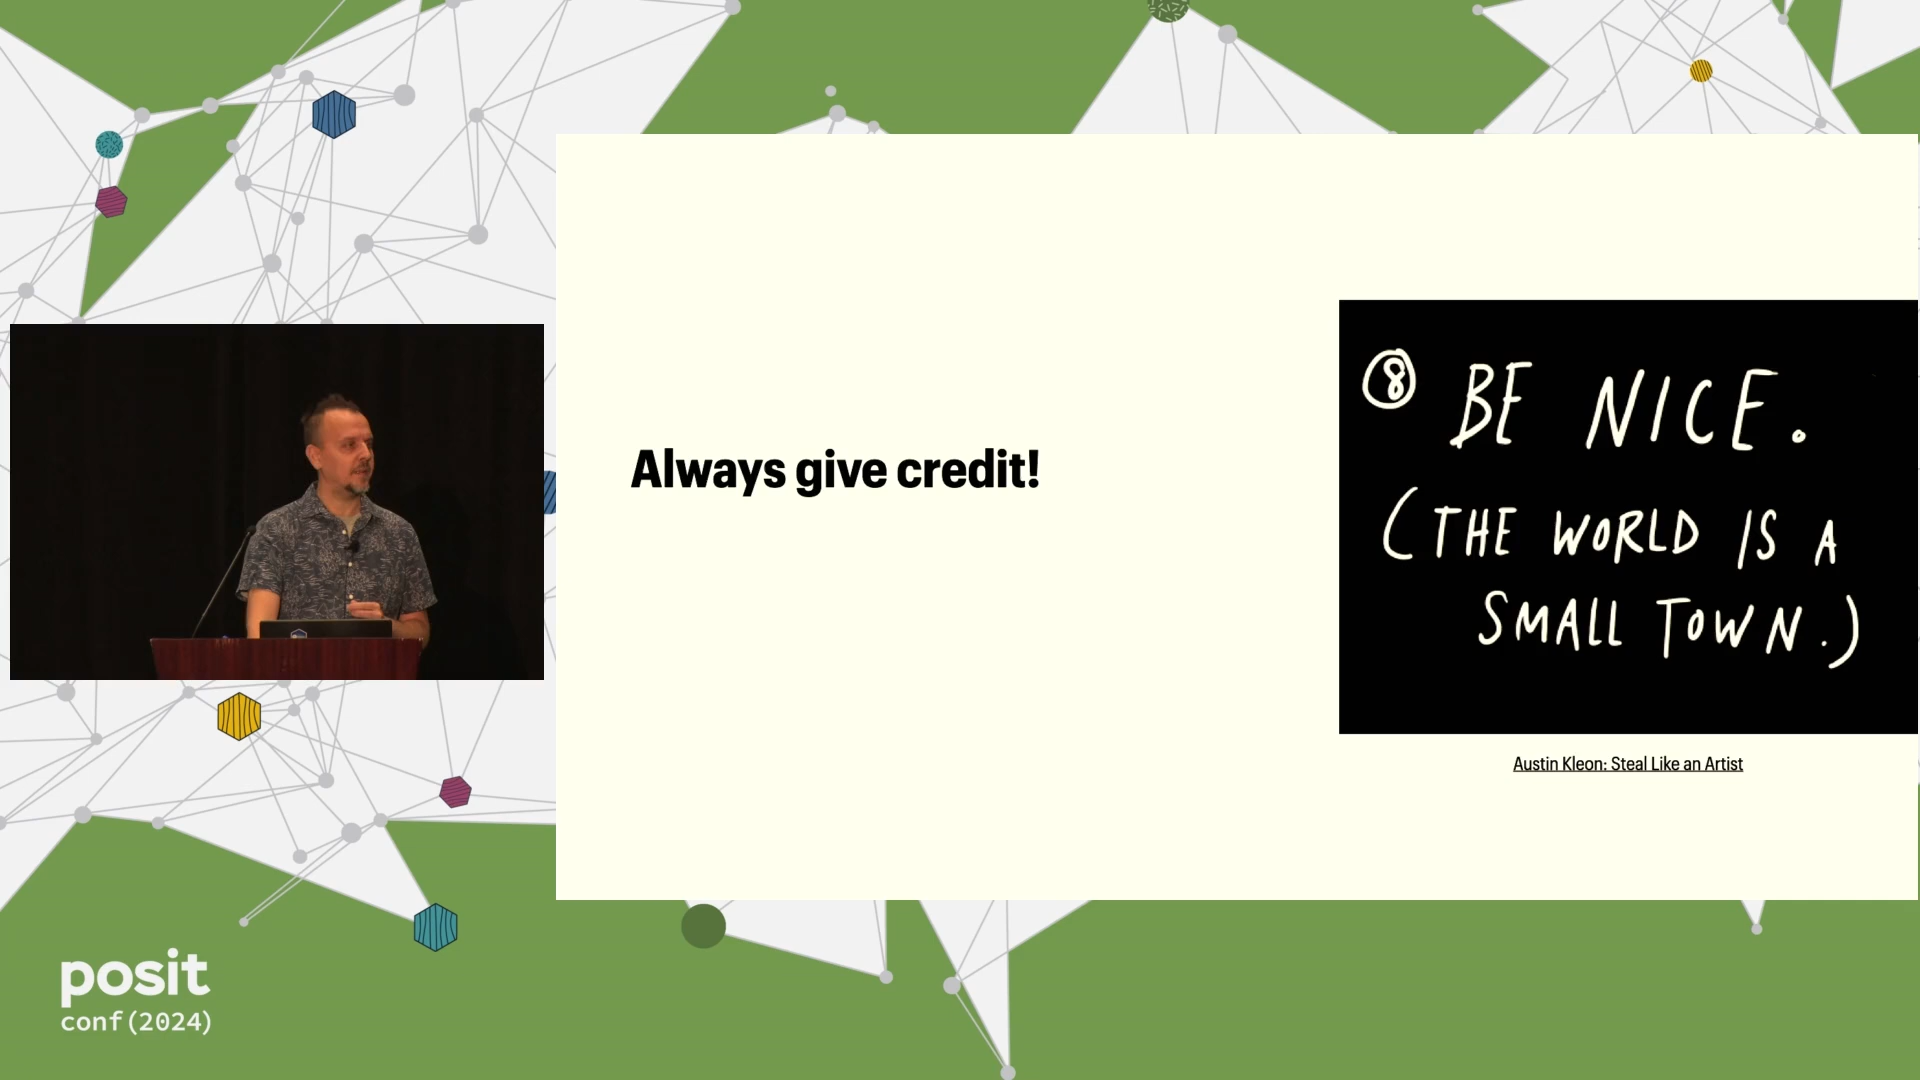 Always give credit!
8 BE NICE.
(THE WORLD IS A
SMALL TOWN.)
Austin Kleon: Steal Like an Artist
posit
conf(2024)